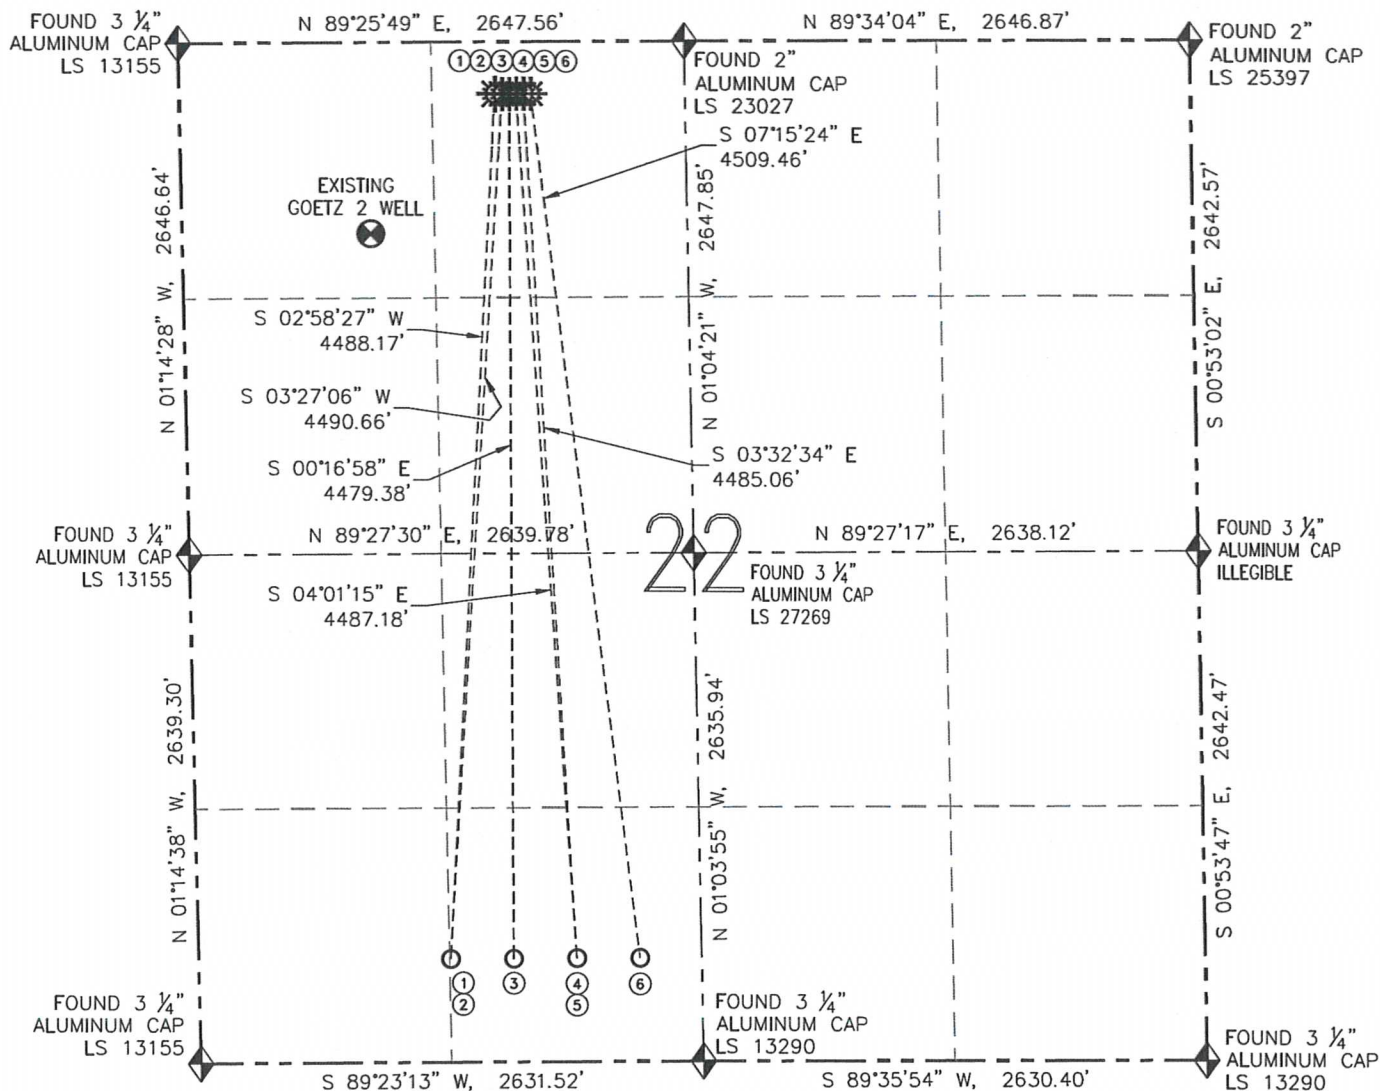 FOUND 3 ¼"
ALUMINUM CAP
LS 13155
N 89°25'49" E, 2647.56'
N 89°34'04" E, 2646.87'
FOUND 2"
ALUMINUM CAP
LS 25397
① ② ③ ④ ⑤ ⑥
FOUND 2"
ALUMINUM CAP
LS 23027
S 07°15'24" E
4509.46'
EXISTING
GOETZ 2 WELL
N 01°14'28" W, 2646.64'
N 01°04'21" W, 2647.85'
S 00°53'02" E, 2642.57'
S 02°58'27" W
4488.17'
S 03°27'06" W
4490.66'
S 00°16'58" E
4479.38'
S 03°32'34" E
4485.06'
FOUND 3 ¼"
ALUMINUM CAP
LS 13155
N 89°27'30" E, 2639.78'
22
N 89°27'17" E, 2638.12'
FOUND 3 ¼"
ALUMINUM CAP
ILLEGIBLE
FOUND 3 ¼"
ALUMINUM CAP
LS 27269
S 04°01'15" E
4487.18'
N 01°14'38" W, 2639.30'
N 01°03'55" W, 2635.94'
S 00°53'47" E, 2642.47'
①
②
③
④
⑤
⑥
FOUND 3 ¼"
ALUMINUM CAP
LS 13155
FOUND 3 ¼"
ALUMINUM CAP
LS 13290
FOUND 3 ¼"
ALUMINUM CAP
LS 13290
S 89°23'13" W, 2631.52'
S 89°35'54" W, 2630.40'